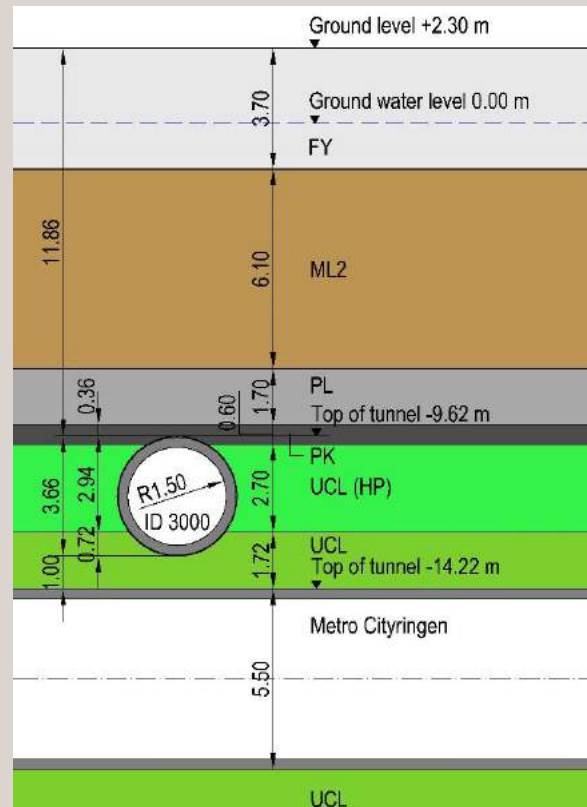 Ground level +2.30 m
Ground water level 0.00 m
3.70
FY
11.86
6.10
ML2
0.36
0.60
1.70
PL
Top of tunnel -9.62 m
PK
3.66
2.94
R1.50
ID 3000
2.70
UCL (HP)
0.72
1.00
1.72
UCL
Top of tunnel -14.22 m
Metro Cityringen
5.50
UCL